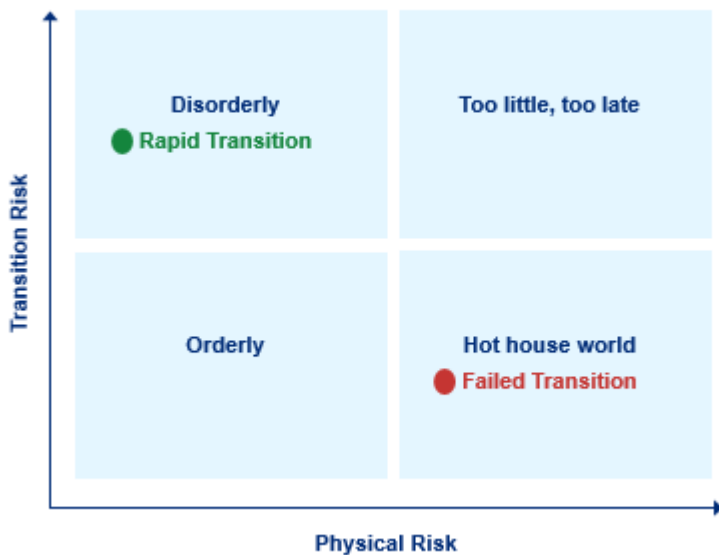 Disorderly
Rapid Transition
Too little, too late
Transition Risk
Orderly
Hot house world
Failed Transition
Physical Risk